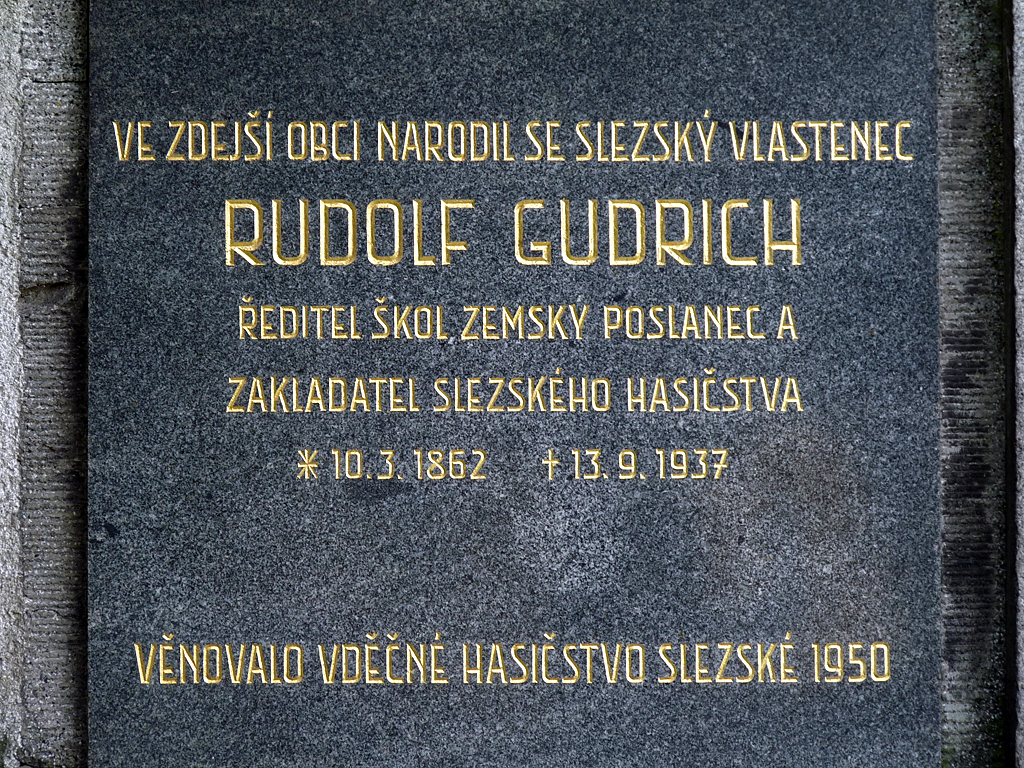 VE ZDEJŠÍ OBCI NARODIL SE SLEZSKÝ VLASTENEC
RUDOLF GUDRICH
ŘEDITEL ŠKOL ZEMSKY POSLANEC A
ZAKLADATEL SLEZSKÉHO HASIČSTVA
* 10.3.1862 † 13.9.1937
VĚNOVALO VDĚČNÉ HASIČSTVO SLEZSKÉ 1950